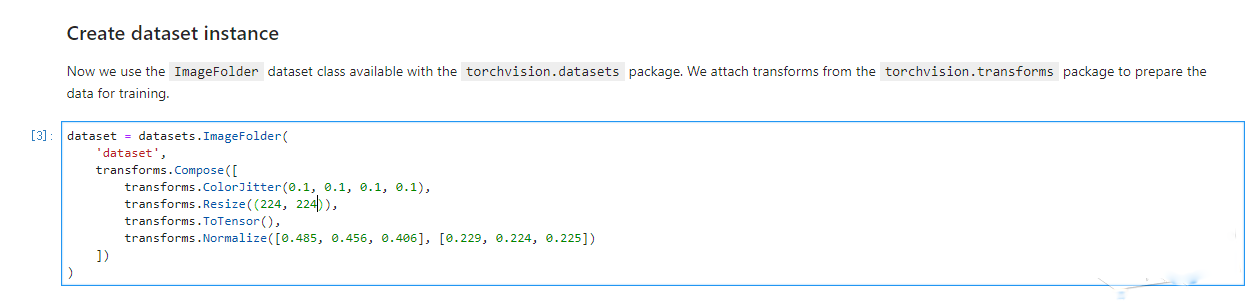 Create dataset instance
Now we use the ImageFolder dataset class available with the torchvision.datasets package. We attach transforms from the torchvision.transforms package to prepare the
data for training.
[3]: dataset = datasets.ImageFolder(
'dataset',
transforms.Compose([
transforms.ColorJitter(0.1, 0.1, 0.1, 0.1),
transforms.Resize((224, 224)),
transforms.ToTensor(),
transforms.Normalize([0.485, 0.456, 0.406], [0.229, 0.224, 0.225])
])
)